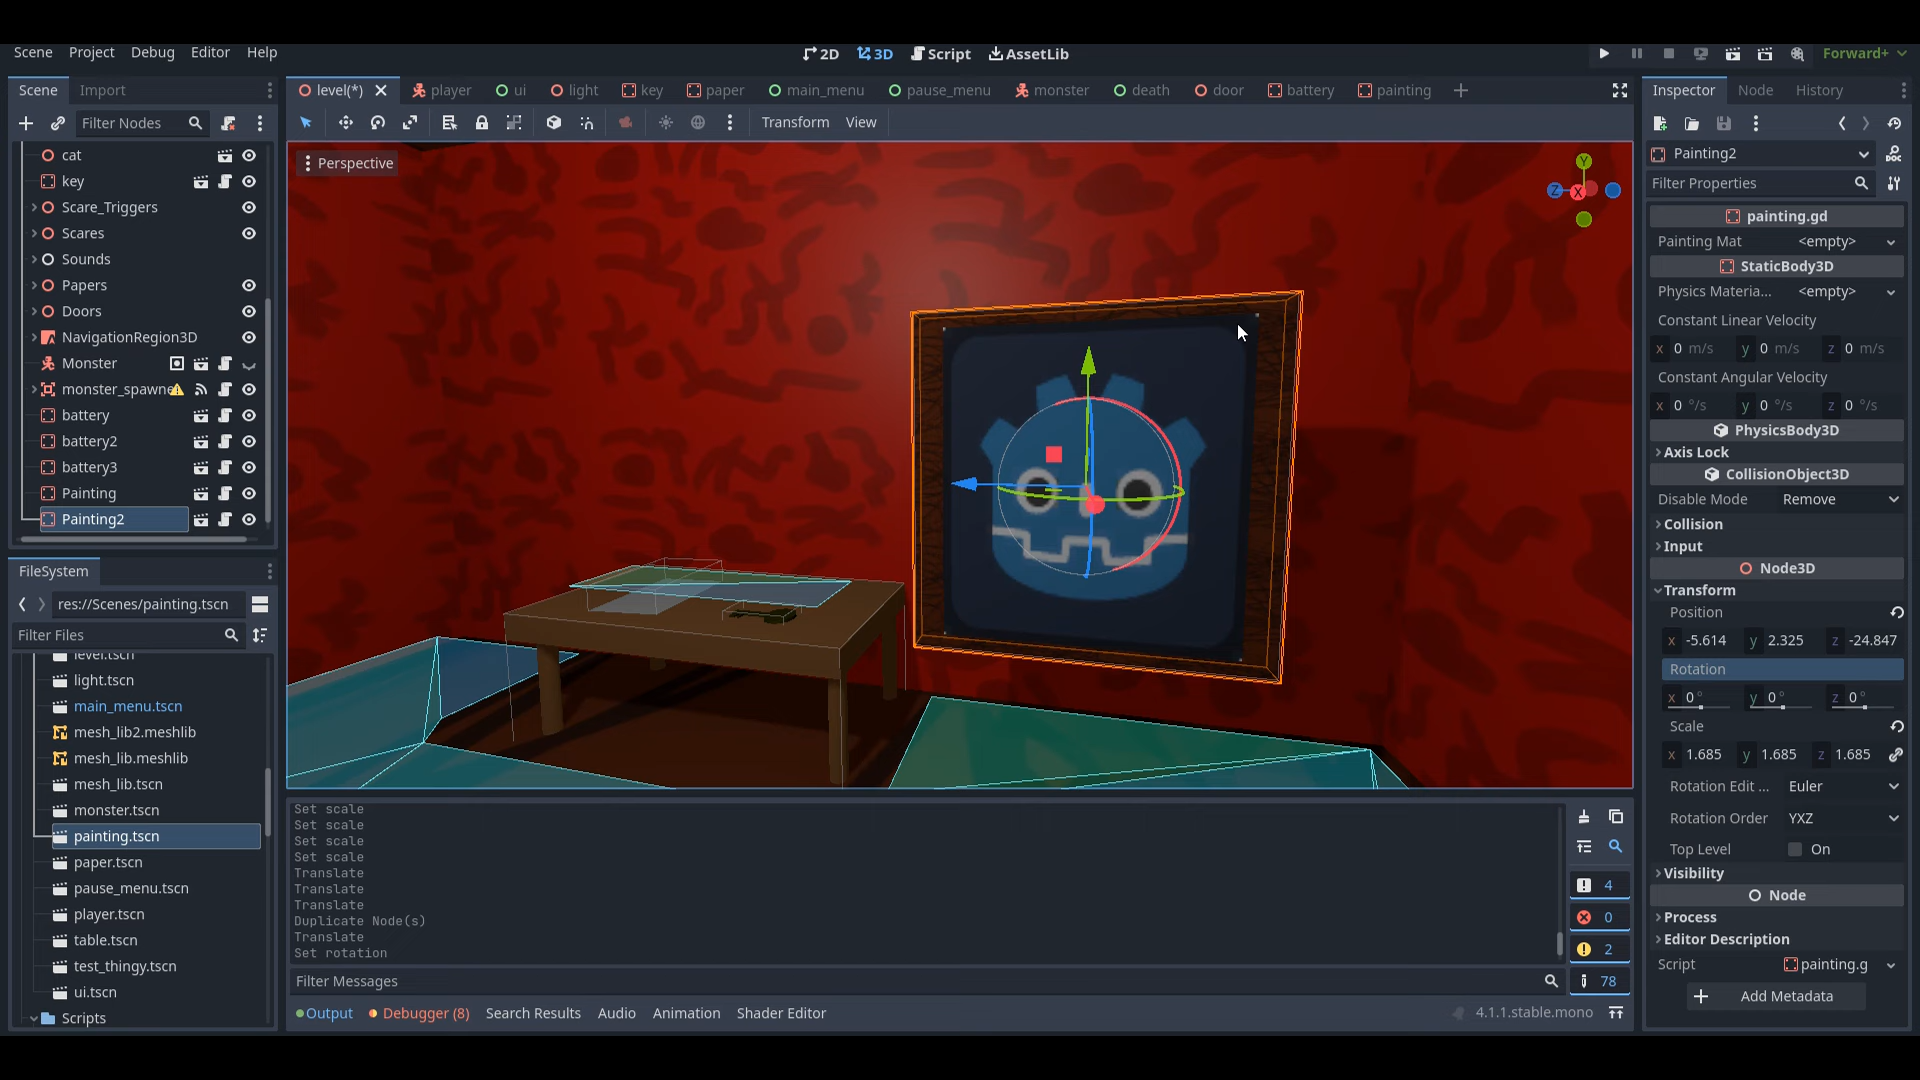 Scene Project Debug Editor Help
2D 3D Script AssetLib
Forward+
Scene Import
level(*) player ui light key paper main_menu pause_menu monster death door battery painting
Inspector Node History
Filter Nodes
Transform View
Perspective
Y
Z
X
cat
key
Scare_Triggers
Scares
Sounds
Papers
Doors
NavigationRegion3D
Monster
monster_spawne
battery
battery2
battery3
Painting
Painting2
FileSystem
res://Scenes/painting.tscn
Filter Files
level.tscn
light.tscn
main_menu.tscn
mesh_lib2.meshlib
mesh_lib.meshlib
mesh_lib.tscn
monster.tscn
painting.tscn
paper.tscn
pause_menu.tscn
player.tscn
table.tscn
test_thingy.tscn
ui.tscn
Scripts
Set scale
Set scale
Set scale
Set scale
Translate
Translate
Translate
Duplicate Node(s)
Translate
Set rotation
4
0
2
78
Filter Messages
Output Debugger (8) Search Results Audio Animation Shader Editor
4.1.1.stable.mono
Painting2
DOC
Filter Properties
painting.gd
Painting Mat <empty>
StaticBody3D
Physics Materia... <empty>
Constant Linear Velocity
x 0 m/s y 0 m/s z 0 m/s
Constant Angular Velocity
x 0 °/s y 0 °/s z 0 °/s
PhysicsBody3D
Axis Lock
CollisionObject3D
Disable Mode Remove
Collision
Input
Node3D
Transform
Position
x -5.614 y 2.325 z -24.847
Rotation
x 0 ° y 0 ° z 0 °
Scale
x 1.685 y 1.685 z 1.685
Rotation Edit ... Euler
Rotation Order YXZ
Top Level On
Visibility
Node
Process
Editor Description
Script painting.g
Add Metadata